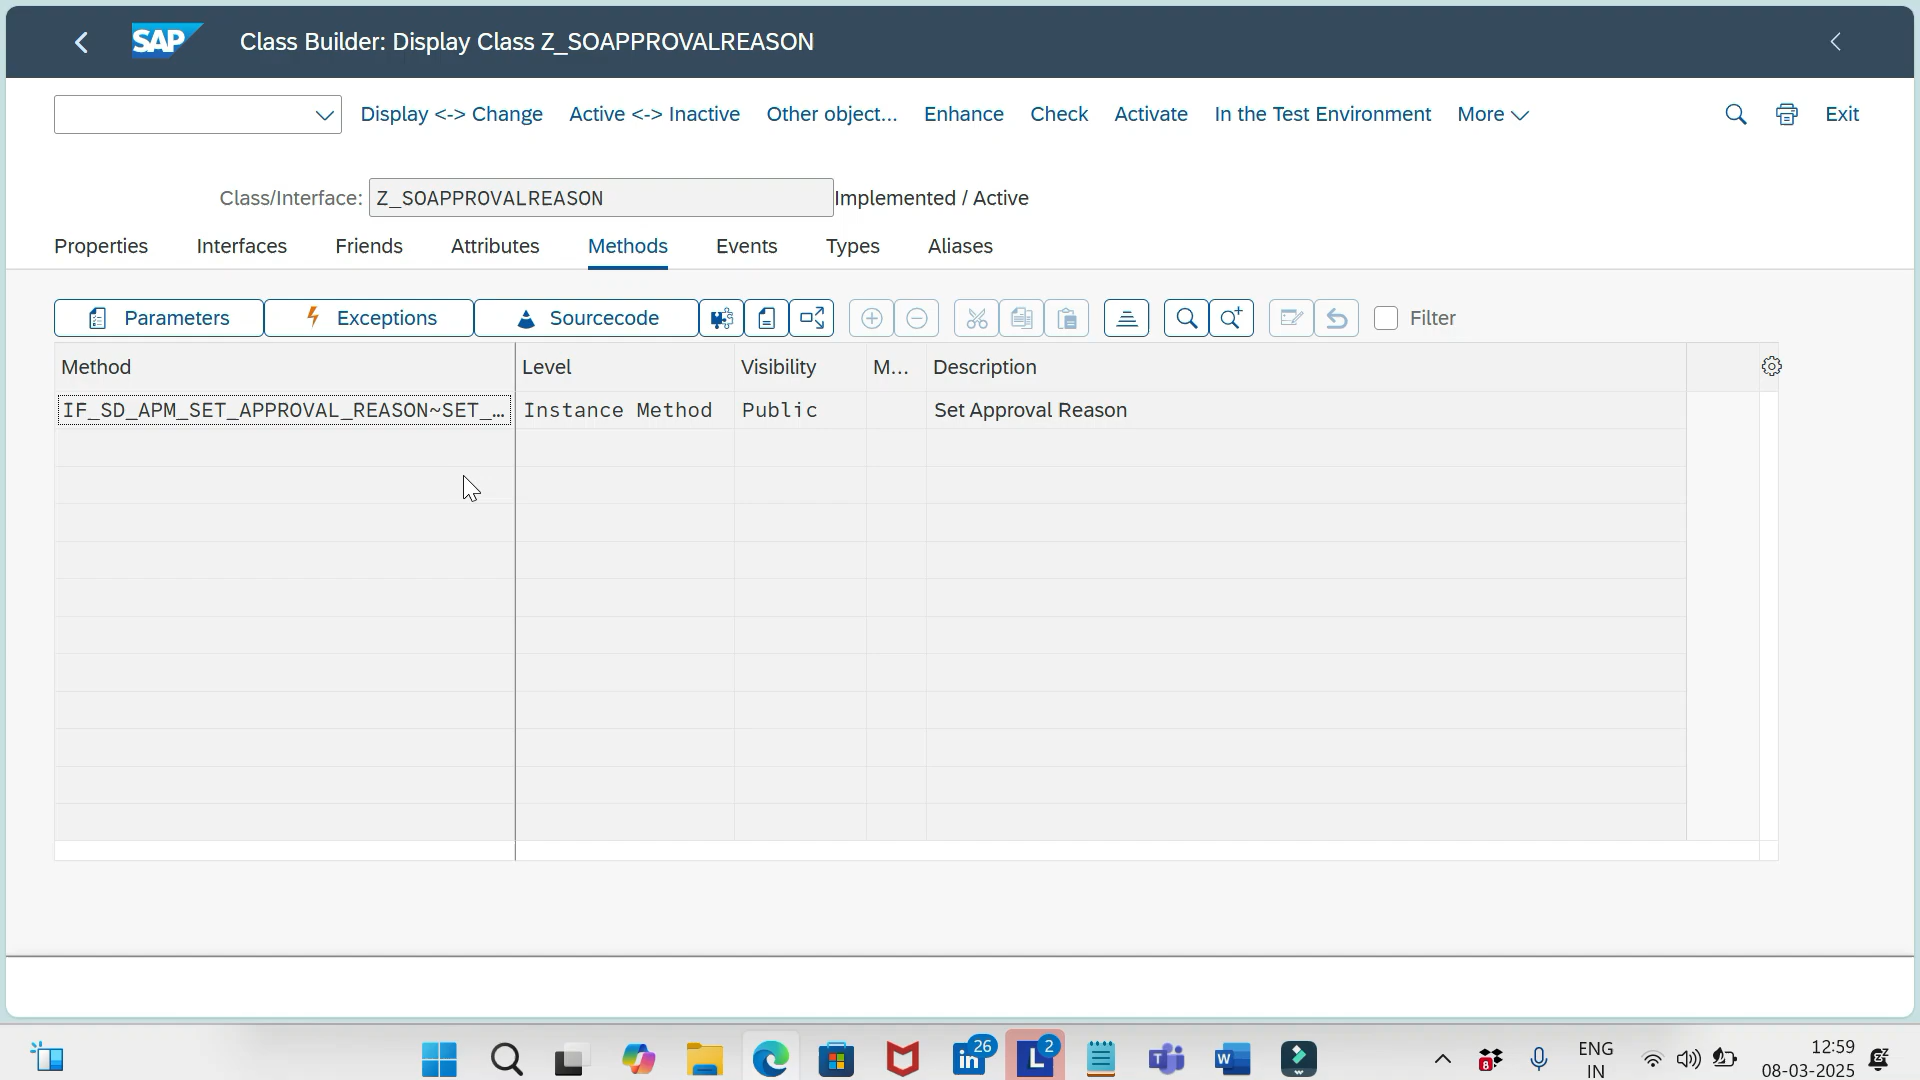 SAP Class Builder: Display Class Z_SOAPPROVALREASON
Display <-> Change Active <-> Inactive Other object... Enhance Check Activate In the Test Environment More Exit
Class/Interface: Z_SOAPPROVALREASON Implemented / Active
Properties Interfaces Friends Attributes Methods Events Types Aliases
Parameters Exceptions Sourcecode Filter
Method Level Visibility M... Description
IF_SD_APM_SET_APPROVAL_REASON~SET_... Instance Method Public Set Approval Reason
26 2 8 ENG IN 12:59 08-03-2025